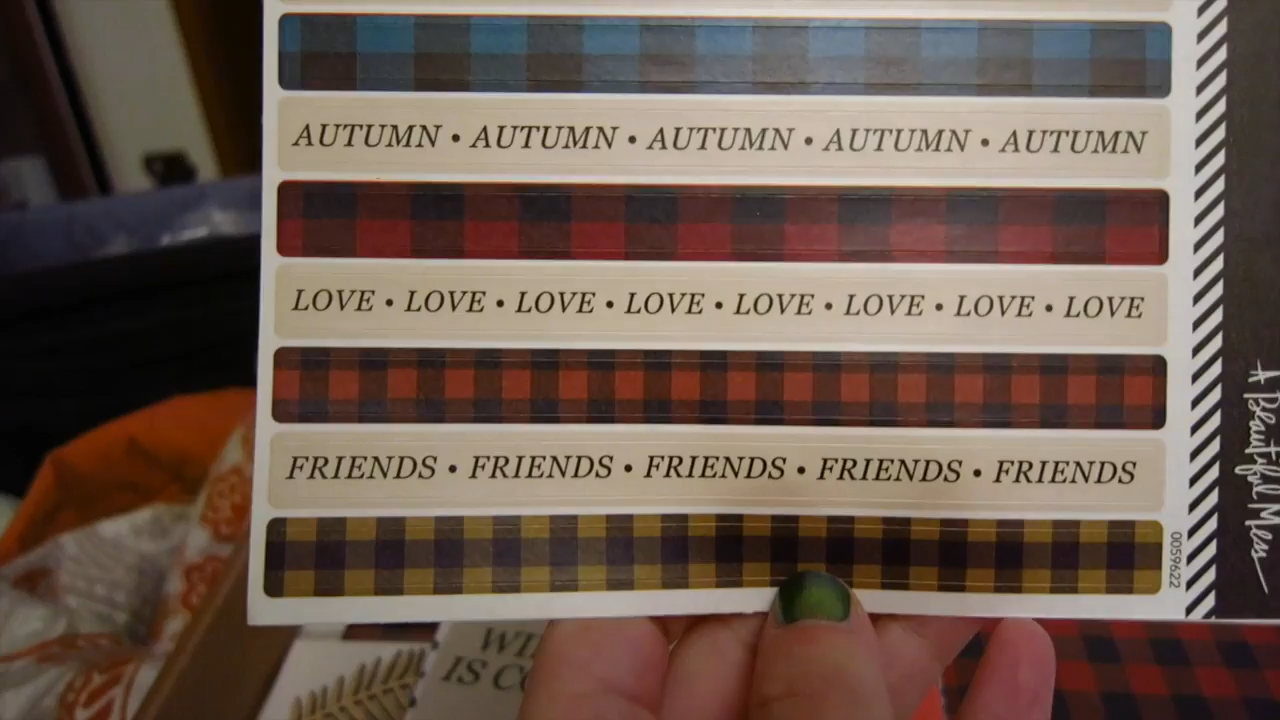 AUTUMN • AUTUMN • AUTUMN • AUTUMN • AUTUMN
LOVE • LOVE • LOVE • LOVE • LOVE • LOVE • LOVE • LOVE
FRIENDS • FRIENDS • FRIENDS • FRIENDS • FRIENDS
0059622
A Beautiful Mess
IS